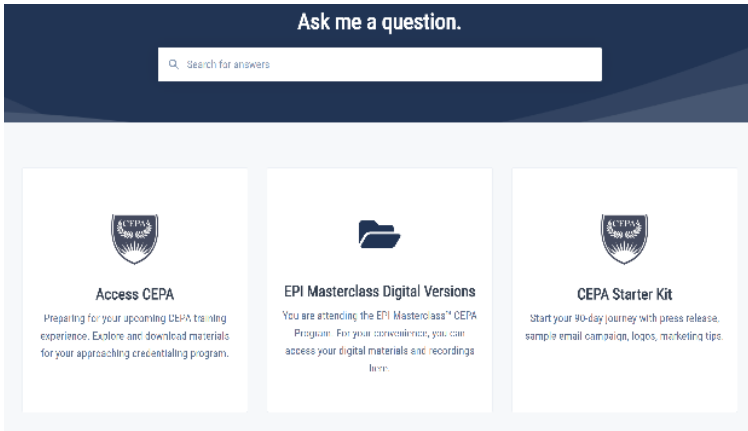 Ask me a question.
Search for answers
CEPA
Access CEPA
Preparing for your upcoming CEPA training
experience. Explore and download materials
for your approaching credentialing program.
EPI Masterclass Digital Versions
You are attending the EPI Masterclass™ CEPA
Program. For your convenience, you can
access your digital materials and recordings
here.
CEPA
CEPA Starter Kit
Start your 90-day journey with press release,
sample email campaign, logos, marketing tips.